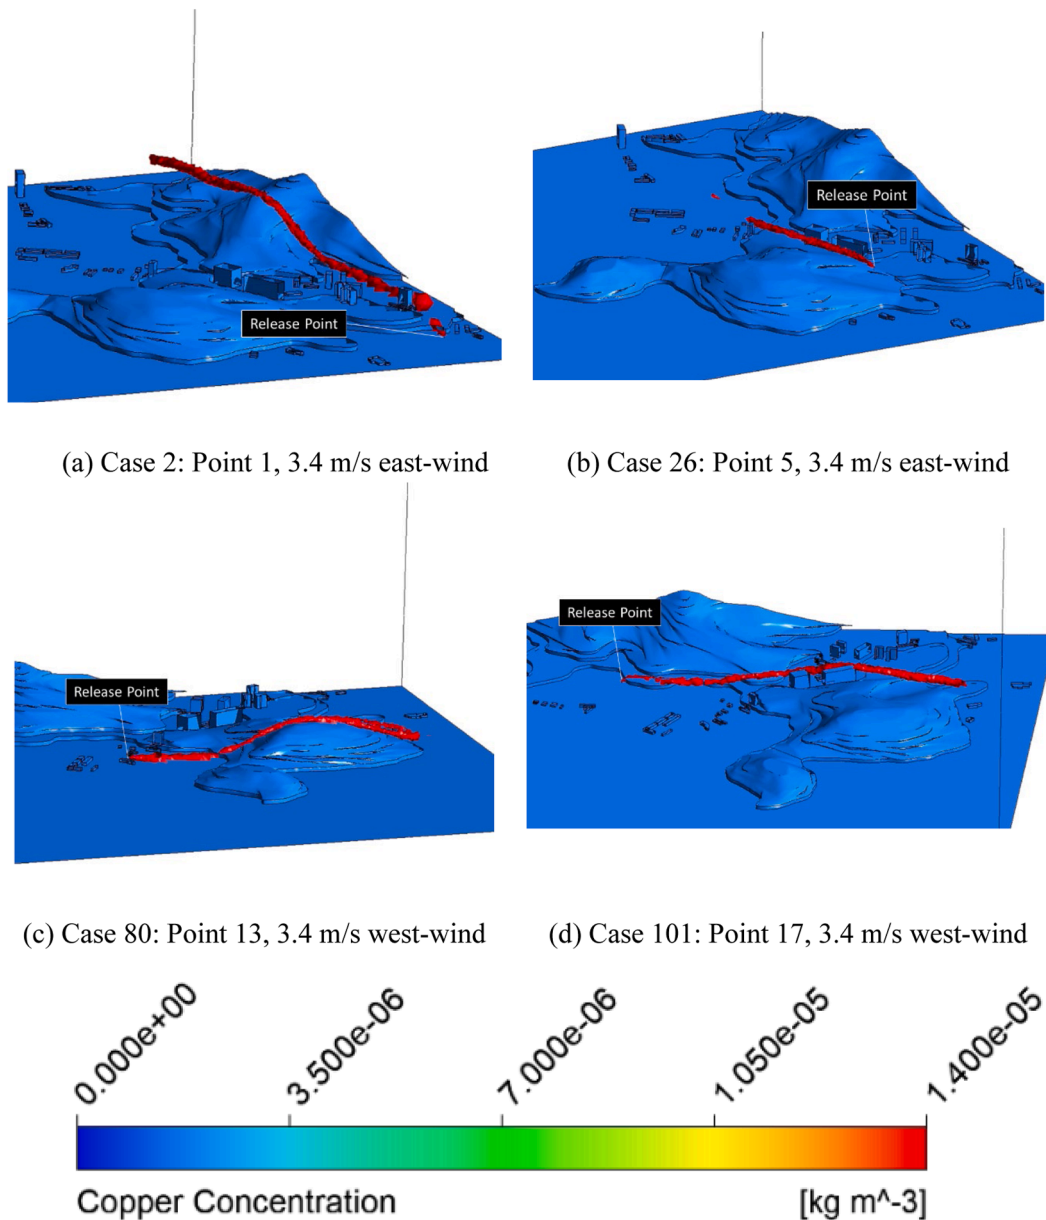 Release Point
Release Point
(a) Case 2: Point 1, 3.4 m/s east-wind
(b) Case 26: Point 5, 3.4 m/s east-wind
Release Point
Release Point
(c) Case 80: Point 13, 3.4 m/s west-wind
(d) Case 101: Point 17, 3.4 m/s west-wind
0.000e+00
3.500e-06
7.000e-06
1.050e-05
1.400e-05
Copper Concentration
[kg m^-3]